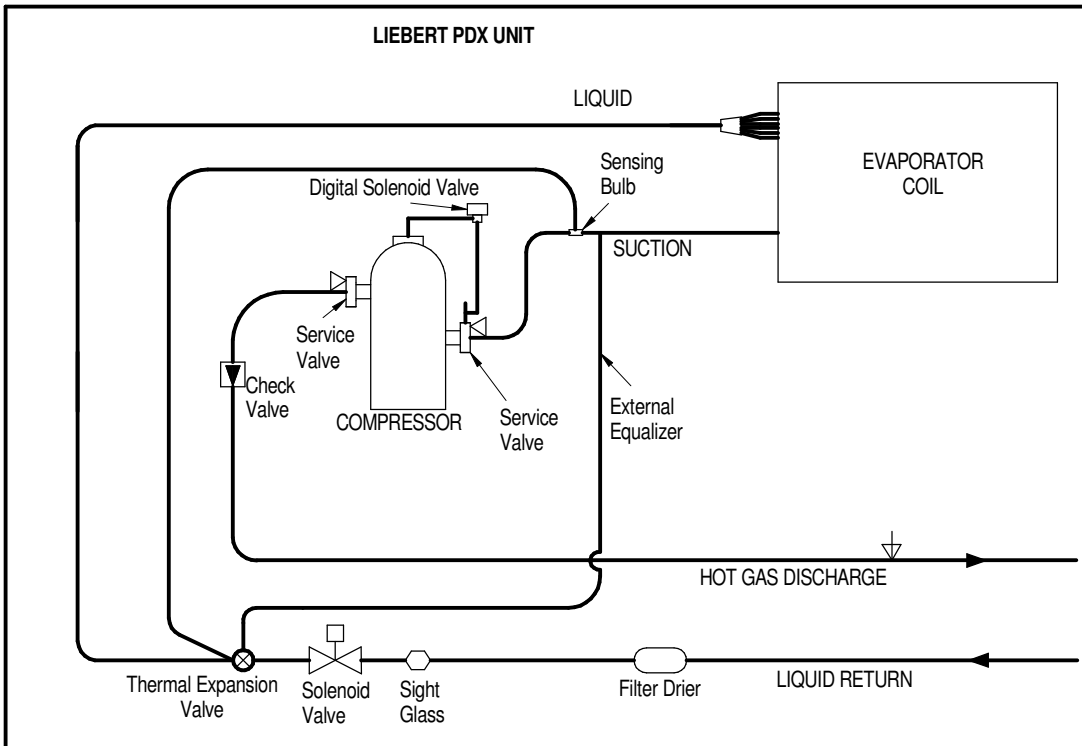 LIEBERT PDX UNIT
LIQUID
EVAPORATOR
COIL
Sensing
Bulb
Digital Solenoid Valve
SUCTION
Service
Valve
Check
Valve
COMPRESSOR
Service
Valve
External
Equalizer
HOT GAS DISCHARGE
Thermal Expansion
Valve
Solenoid
Valve
Sight
Glass
Filter Drier
LIQUID RETURN